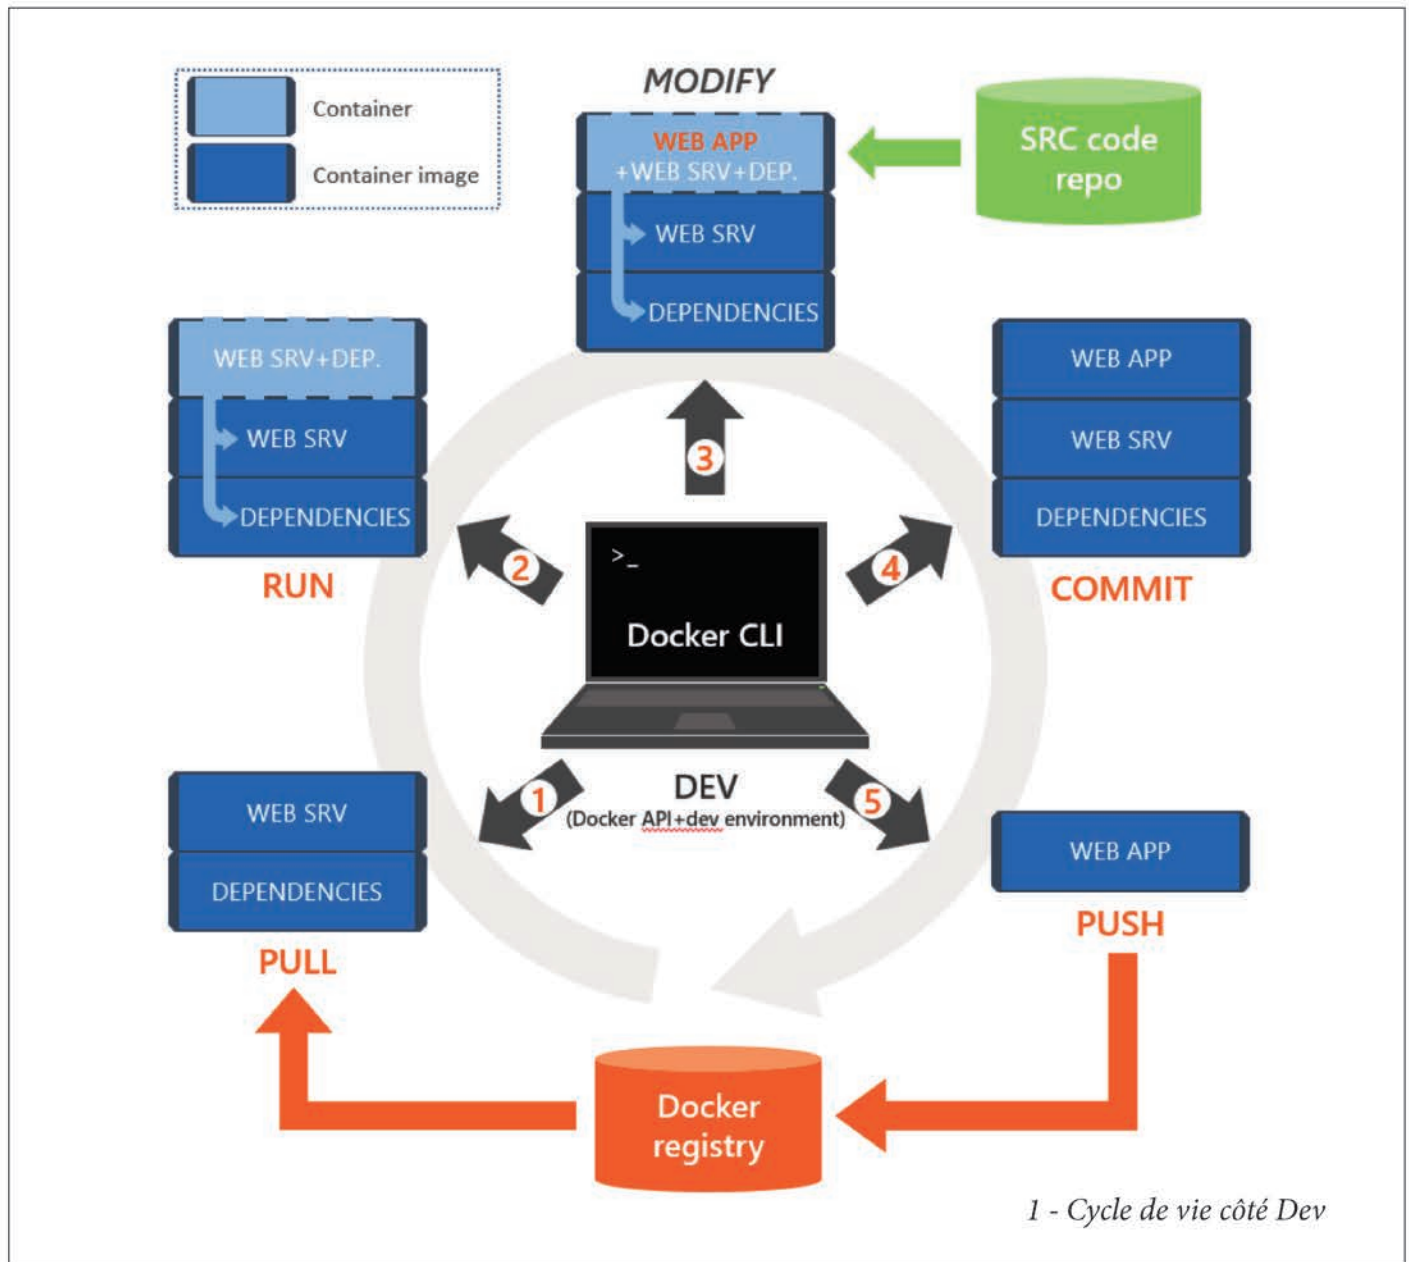 Container
Container image
MODIFY
WEB APP
+WEB SRV+DEP.
WEB SRV
DEPENDENCIES
SRC code
repo
WEB SRV+DEP.
WEB SRV
DEPENDENCIES
RUN
WEB APP
WEB SRV
DEPENDENCIES
COMMIT
3
2
4
>_
Docker CLI
1
5
DEV
(Docker API+dev environment)
WEB SRV
DEPENDENCIES
PULL
WEB APP
PUSH
Docker
registry
1 - Cycle de vie côté Dev